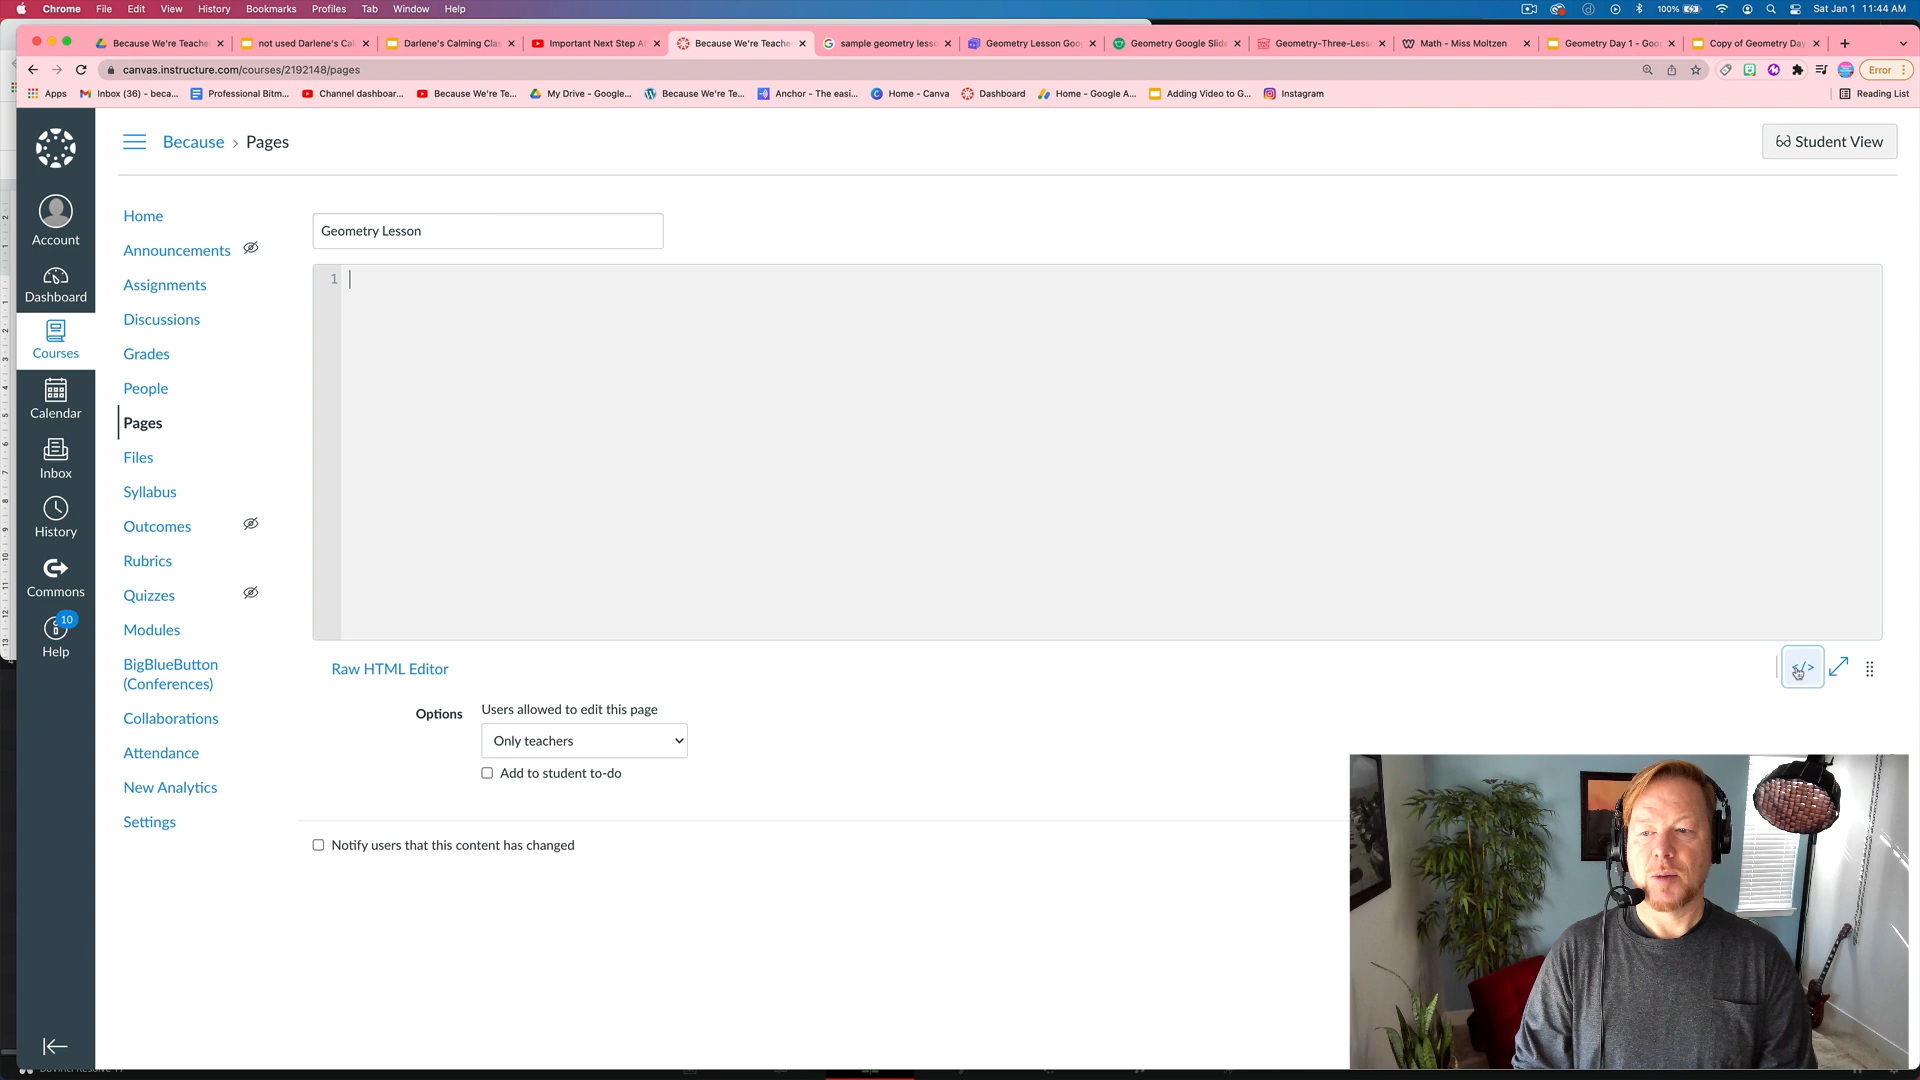 Chrome File Edit View History Bookmarks Profiles Tab Window Help 100% Sat Jan 1 11:44 AM
Because We're Teache
not used Darlene's Ca
Darlene's Calming Cla
Important Next Step A
Because We're Teache
sample geometry less
Geometry Lesson Goo
Geometry Google Slid
Geometry-Three-Less
Math - Miss Moltzen
Geometry Day 1 - Goo
Copy of Geometry Day
canvas.instructure.com/courses/2192148/pages
Error
Apps
Inbox (36) - beca...
Professional Bitm...
Channel dashboar...
Because We're Te...
My Drive - Google...
Because We're Te...
Anchor - The easi...
Home - Canva
Dashboard
Home - Google A...
Adding Video to G...
Instagram
Reading List
Because › Pages
Student View
Account
Dashboard
Courses
Calendar
Inbox
History
Commons
10
Help
Home
Announcements
Assignments
Discussions
Grades
People
Pages
Files
Syllabus
Outcomes
Rubrics
Quizzes
Modules
BigBlueButton
(Conferences)
Collaborations
Attendance
New Analytics
Settings
Geometry Lesson
1
Raw HTML Editor
</>
Options
Users allowed to edit this page
Only teachers
Add to student to-do
Notify users that this content has changed